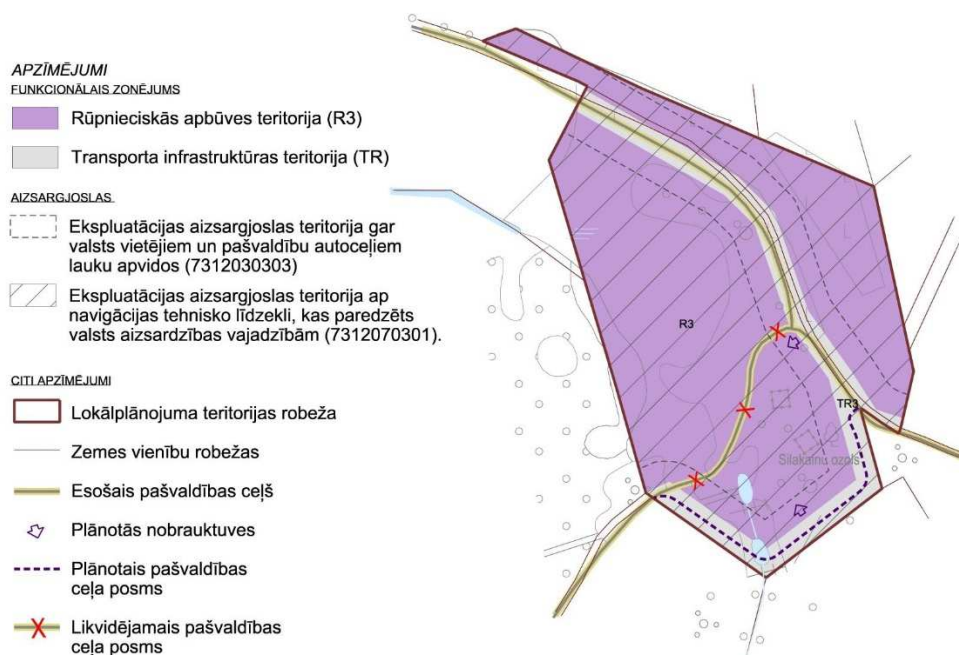 APZĪMĒJUMI
FUNKCIONĀLAIS ZONĒJUMS
Rūpnieciskās apbūves teritorija (R3)
Transporta infrastruktūras teritorija (TR)
AIZSARGJOSLAS
Ekspluatācijas aizsargjoslas teritorija gar
valsts vietējiem un pašvaldību autoceļiem
lauku apvidos (7312030303)
Ekspluatācijas aizsargjoslas teritorija ap
navigācijas tehnisko līdzekli, kas paredzēts
valsts aizsardzības vajadzībām (7312070301).
CITI APZĪMĒJUMI
Lokālplānojuma teritorijas robeža
Zemes vienību robežas
Esošais pašvaldības ceļš
Plānotās nobrauktuves
Plānotais pašvaldības
ceļa posms
Likvidējamais pašvaldības
ceļa posms
R3
TR3
Silakalnu ozols